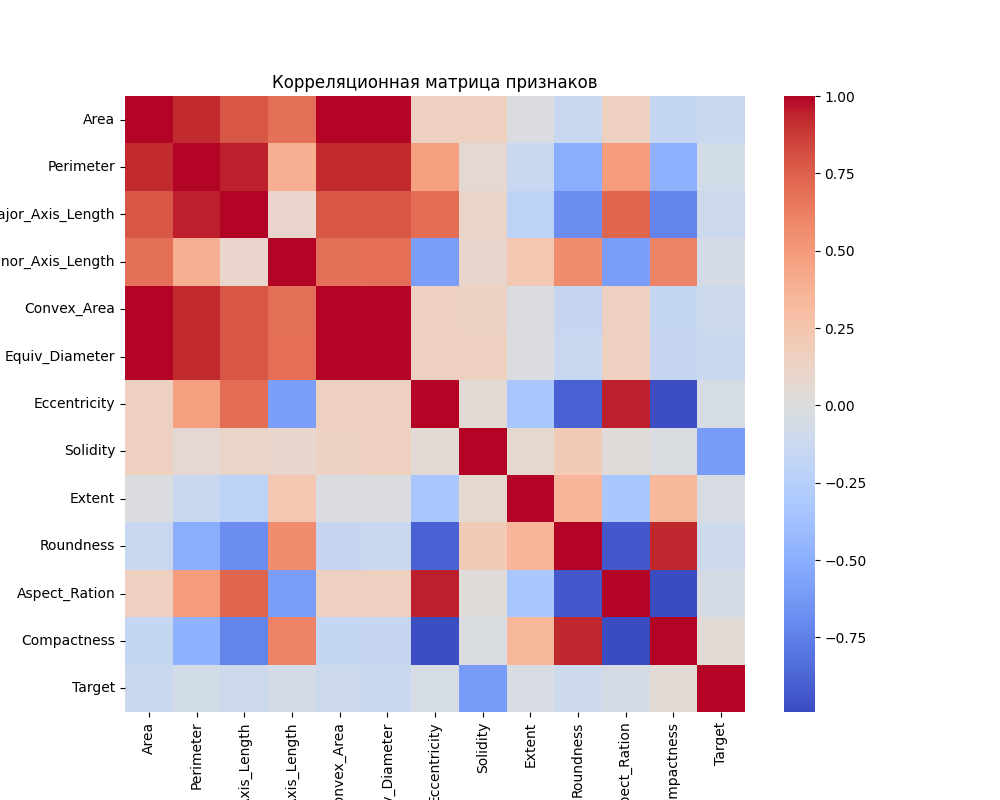 Корреляционная матрица признаков
Area
Perimeter
ajor_Axis_Length
nor_Axis_Length
Convex_Area
Equiv_Diameter
Eccentricity
Solidity
Extent
Roundness
Aspect_Ration
Compactness
Target
Area
Perimeter
Axis_Length
Axis_Length
onvex_Area
v_Diameter
Eccentricity
Solidity
Extent
Roundness
pect_Ration
mpactness
Target
1.00
0.75
0.50
0.25
0.00
−0.25
−0.50
−0.75